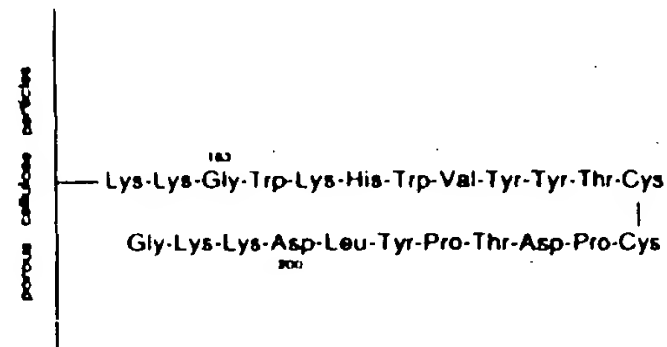 porous cellulose particles
183
Lys-Lys-Gly-Trp-Lys-His-Trp-Val-Tyr-Tyr-Thr-Cys
Gly-Lys-Lys-Asp-Leu-Tyr-Pro-Thr-Asp-Pro-Cys
200